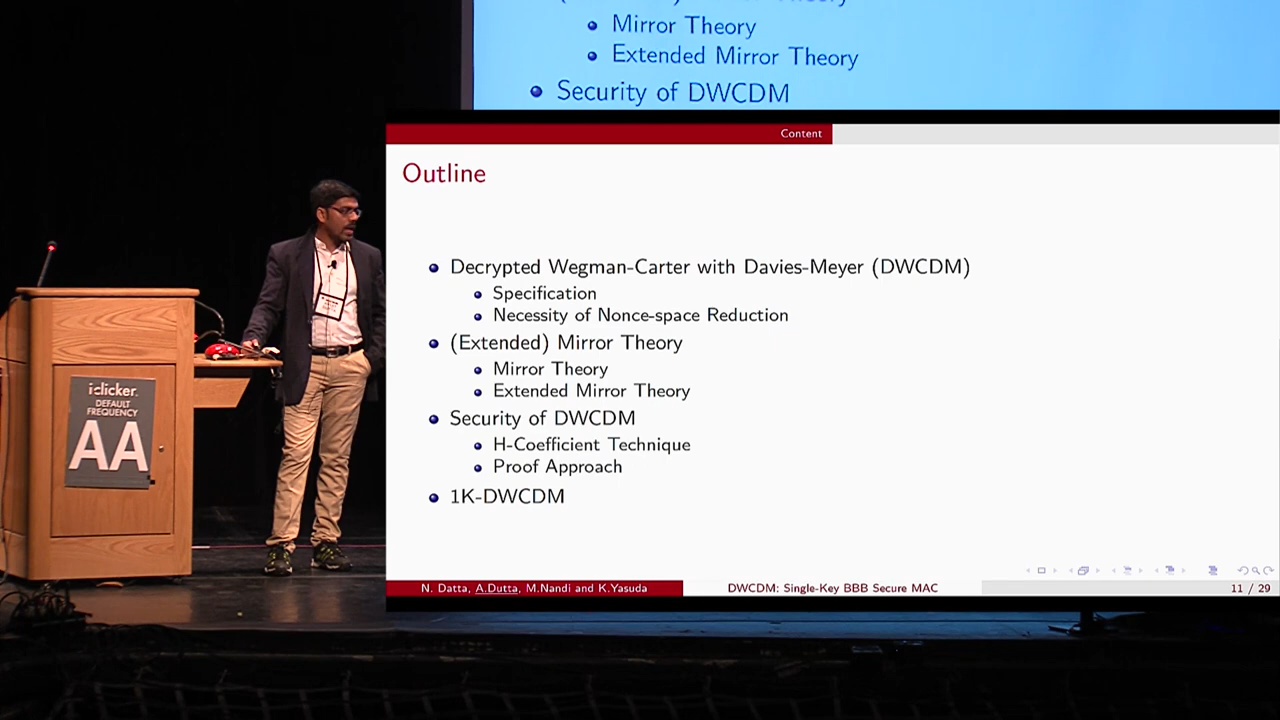 Mirror Theory
Extended Mirror Theory
Security of DWCDM
Content
Outline
Decrypted Wegman-Carter with Davies-Meyer (DWCDM)
Specification
Necessity of Nonce-space Reduction
(Extended) Mirror Theory
Mirror Theory
Extended Mirror Theory
Security of DWCDM
H-Coefficient Technique
Proof Approach
1K-DWCDM
N. Datta, A.Dutta, M.Nandi and K.Yasuda
DWCDM: Single-Key BBB Secure MAC
11 / 29
iclicker.
DEFAULT
FREQUENCY
AA